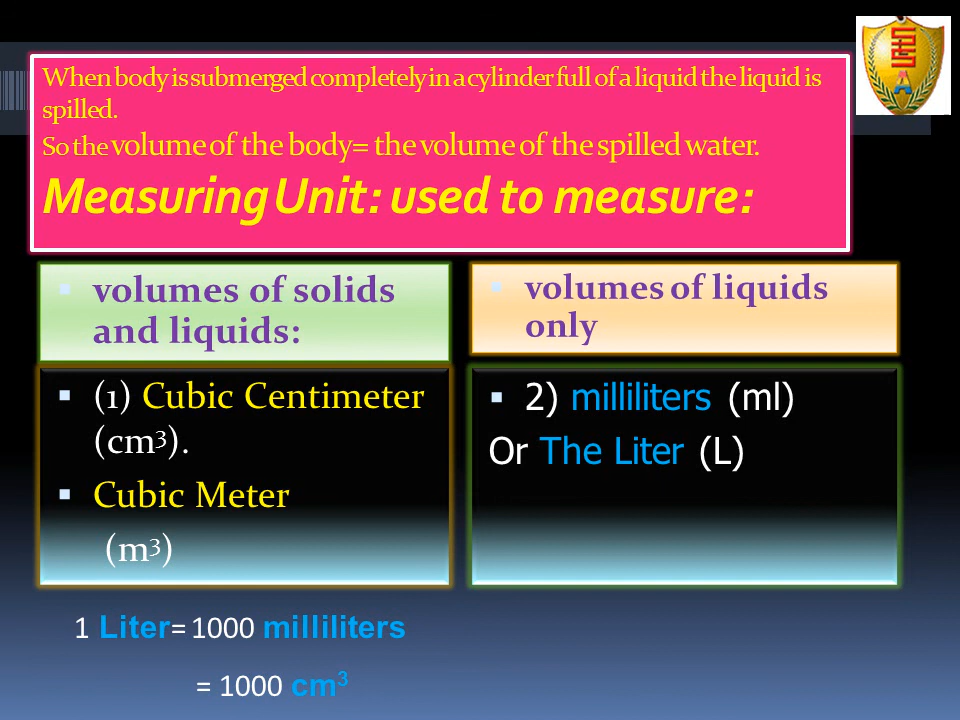 When body is submerged completely in a cylinder full of a liquid the liquid is
spilled.
So the volume of the body= the volume of the spilled water.
Measuring Unit: used to measure:
▪ volumes of solids
and liquids:
▪ volumes of liquids
only
▪ (1) Cubic Centimeter
(cm³).
▪ Cubic Meter
(m³)
▪ 2) milliliters (ml)
Or The Liter (L)
1 Liter= 1000 milliliters
= 1000 cm³